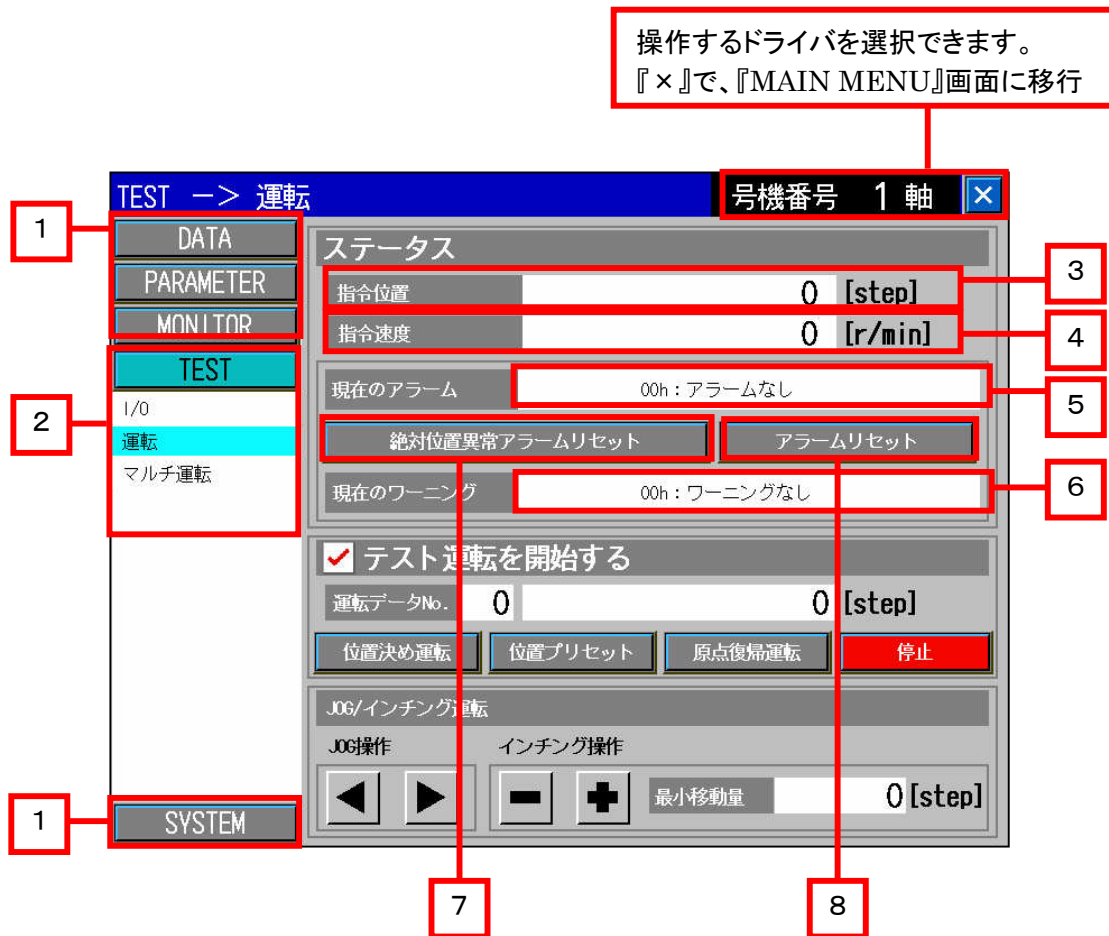 操作するドライバを選択できます。
『×』で、『MAIN MENU』画面に移行
TEST －＞ 運転
号機番号 1 軸 ×
1
DATA
PARAMETER
MONITOR
2
TEST
I/O
運転
マルチ運転
1
SYSTEM
ステータス
指令位置 0 [step]
3
指令速度 0 [r/min]
4
現在のアラーム 00h：アラームなし
5
絶対位置異常アラームリセット アラームリセット
現在のワーニング 00h：ワーニングなし
6
テスト運転を開始する
運転データNo. 0 0 [step]
位置決め運転 位置プリセット 原点復帰運転 停止
JOG/インチング運転
JOG操作 インチング操作
最小移動量 0 [step]
7
8